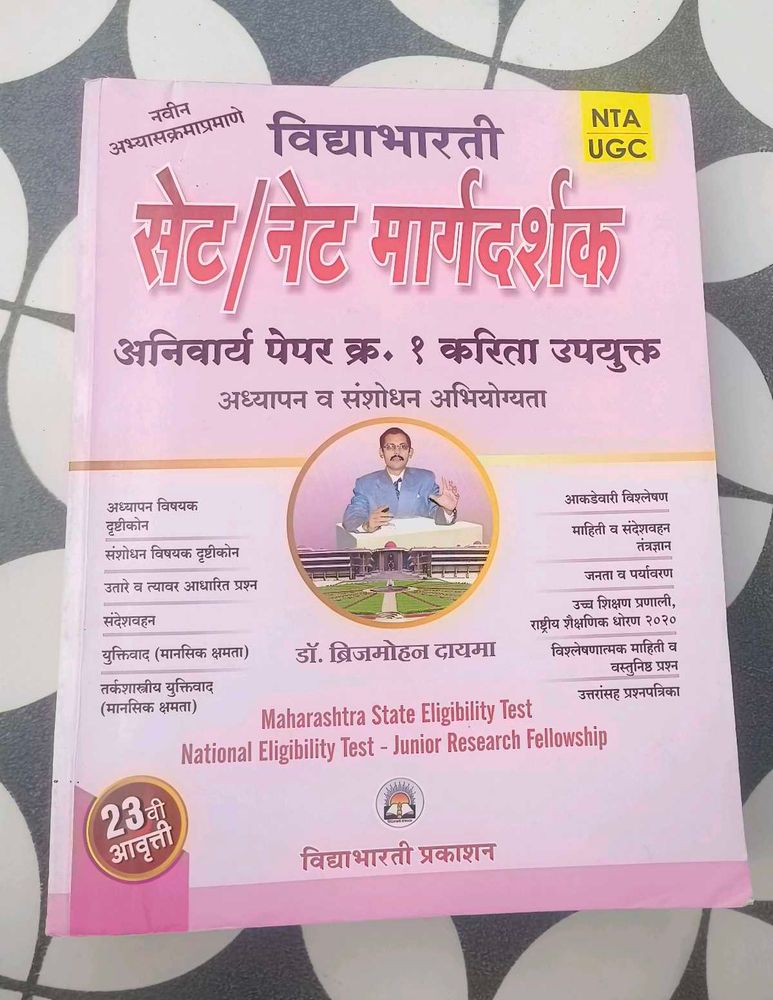 नवीन
अभ्यासक्रमाप्रमाणे
विद्याभारती
NTA
UGC
सेट/नेट मार्गदर्शक
अनिवार्य पेपर क्र. १ करिता उपयुक्त
अध्यापन व संशोधन अभियोग्यता
अध्यापन विषयक
दृष्टीकोन
संशोधन विषयक दृष्टीकोन
उतारे व त्यावर आधारित प्रश्न
संदेशवहन
युक्तिवाद (मानसिक क्षमता)
तर्कशास्त्रीय युक्तिवाद
(मानसिक क्षमता)
आकडेवारी विश्लेषण
माहिती व संदेशवहन
तंत्रज्ञान
जनता व पर्यावरण
उच्च शिक्षण प्रणाली,
राष्ट्रीय शैक्षणिक धोरण २०२०
विश्लेषणात्मक माहिती व
वस्तुनिष्ठ प्रश्न
उत्तरांसह प्रश्नपत्रिका
डॉ. ब्रिजमोहन दायमा
Maharashtra State Eligibility Test
National Eligibility Test - Junior Research Fellowship
23वी
आवृत्ती
विद्याभारती प्रकाशन